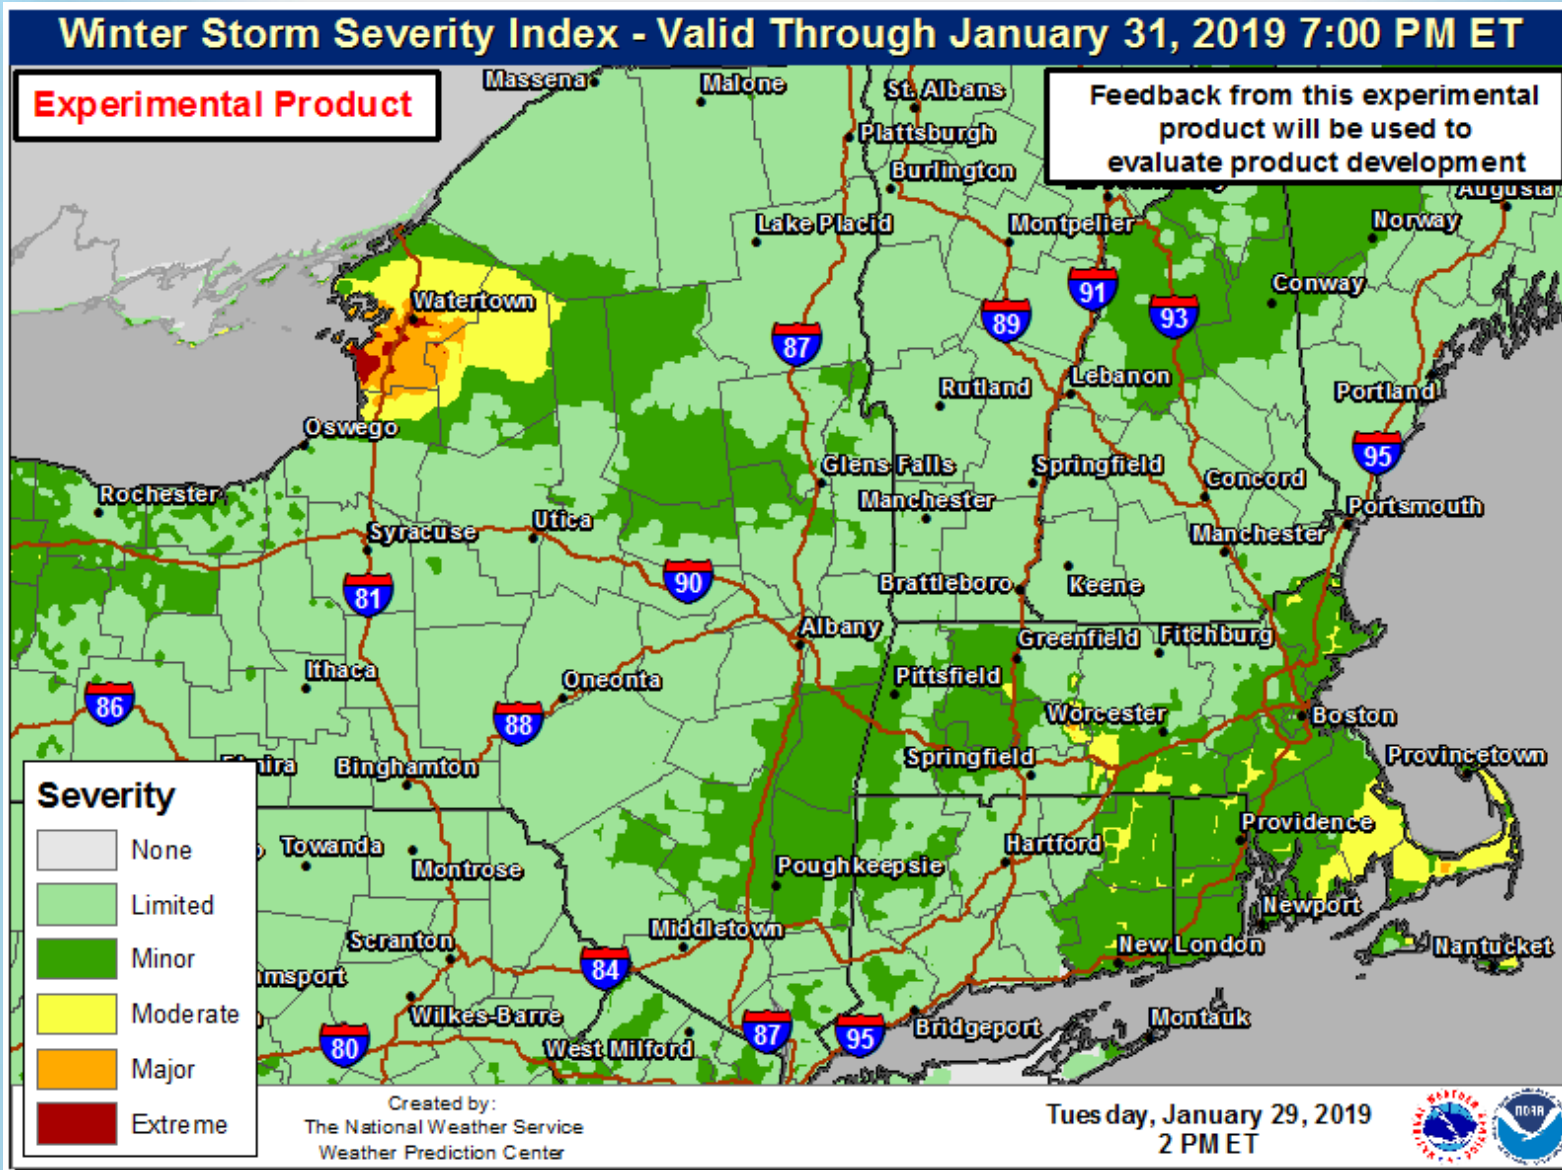 Winter Storm Severity Index - Valid Through January 31, 2019 7:00 PM ET
Experimental Product
Feedback from this experimental
product will be used to
evaluate product development
Massena
Malone
St. Albans
Plattsburgh
Burlington
Augusta
Lake Placid
Montpelier
Norway
Watertown
91
Conway
89
93
87
Rutland
Lebanon
Portland
Oswego
95
Rochester
Glens Falls
Springfield
Concord
Manchester
Portsmouth
Syracuse
Utica
Manchester
90
Brattleboro
Keene
81
Albany
Greenfield
Fitchburg
Ithaca
Oneonta
Pittsfield
86
88
Worcester
Boston
Binghamton
Springfield
Provincetown
Towanda
Montrose
Poughkeepsie
Hartford
Providence
Newport
Scranton
Middletown
New London
Nantucket
amsport
84
Wilkes-Barre
West Milford
87
95
Bridgeport
Montauk
80
Severity
None
Limited
Minor
Moderate
Major
Extreme
Created by:
The National Weather Service
Weather Prediction Center
Tuesday, January 29, 2019
2 PM ET
NOAA